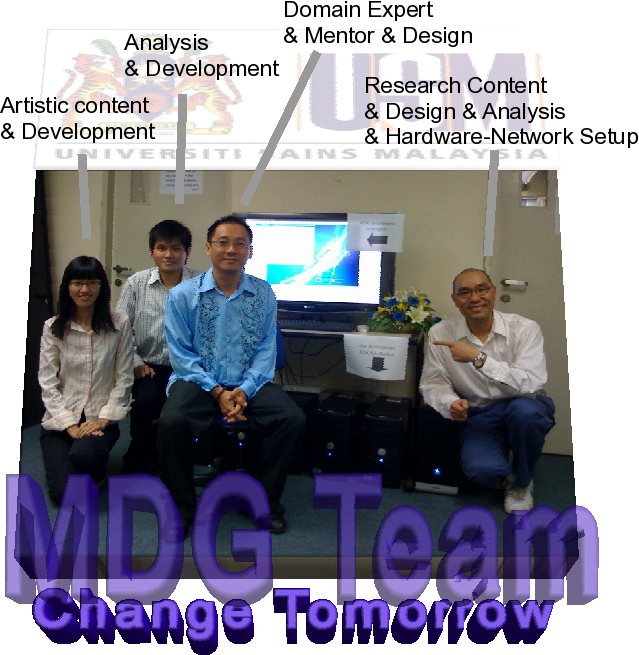 Domain Expert
& Mentor & Design
Analysis
& Development
Research Content
& Design & Analysis
& Hardware-Network Setup
Artistic content
& Development
USM
UNIVERSITI SAINS MALAYSIA
MDG Team
Change Tomorrow